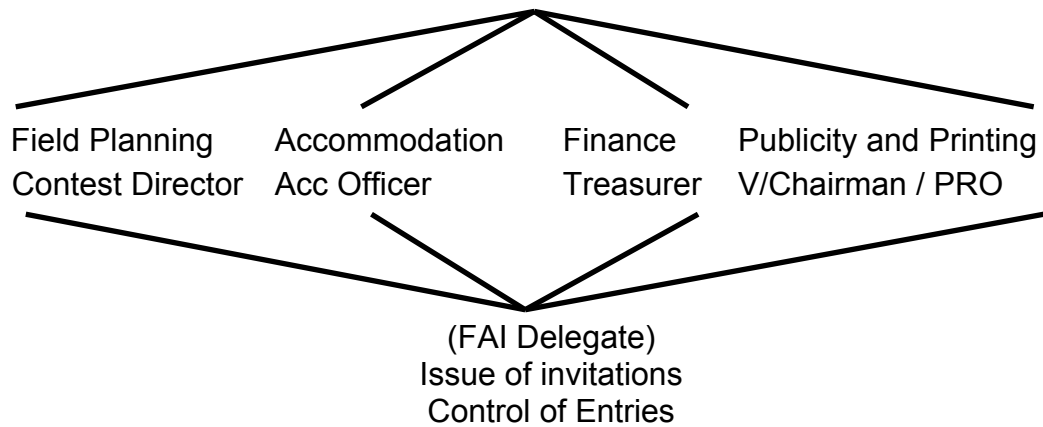 Field Planning Accommodation Finance Publicity and Printing
Contest Director Acc Officer Treasurer V/Chairman / PRO
(FAI Delegate)
Issue of invitations
Control of Entries